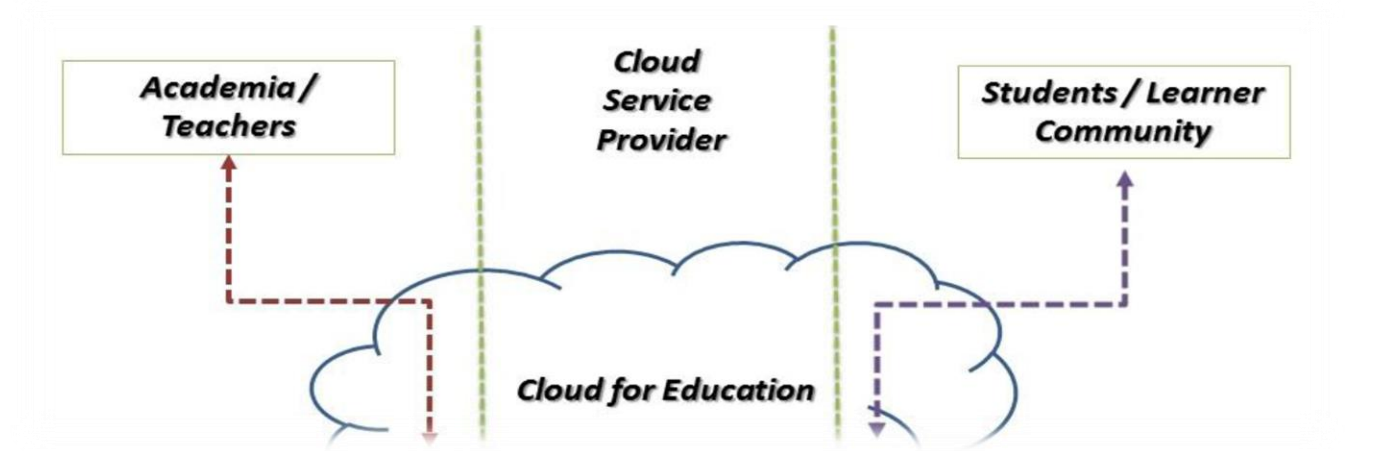 Academia /
Teachers
Cloud
Service
Provider
Students / Learner
Community
Cloud for Education